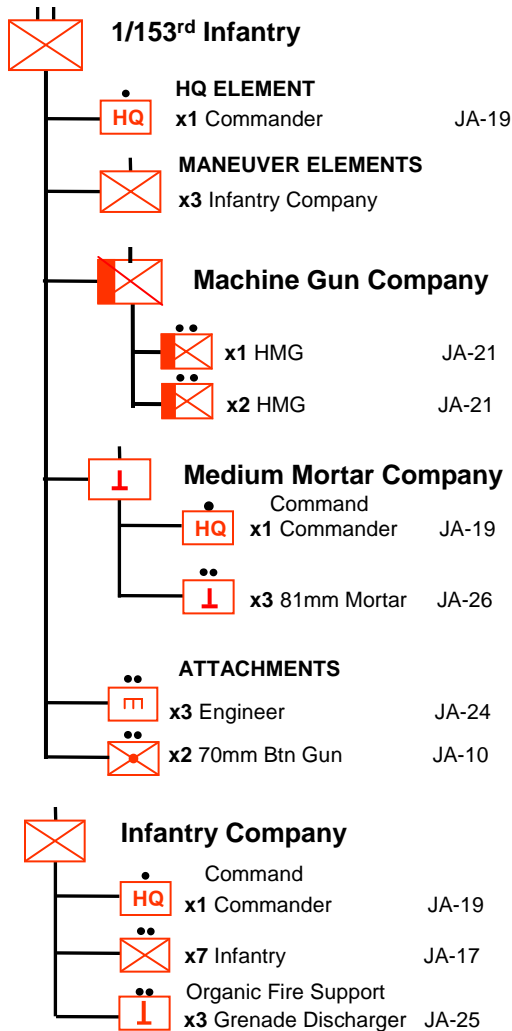 1/153rd Infantry
HQ ELEMENT
HQ x1 Commander JA-19
MANEUVER ELEMENTS
x3 Infantry Company
Machine Gun Company
x1 HMG JA-21
x2 HMG JA-21
Medium Mortar Company
Command
HQ x1 Commander JA-19
x3 81mm Mortar JA-26
ATTACHMENTS
x3 Engineer JA-24
x2 70mm Btn Gun JA-10
Infantry Company
Command
HQ x1 Commander JA-19
x7 Infantry JA-17
Organic Fire Support
x3 Grenade Discharger JA-25